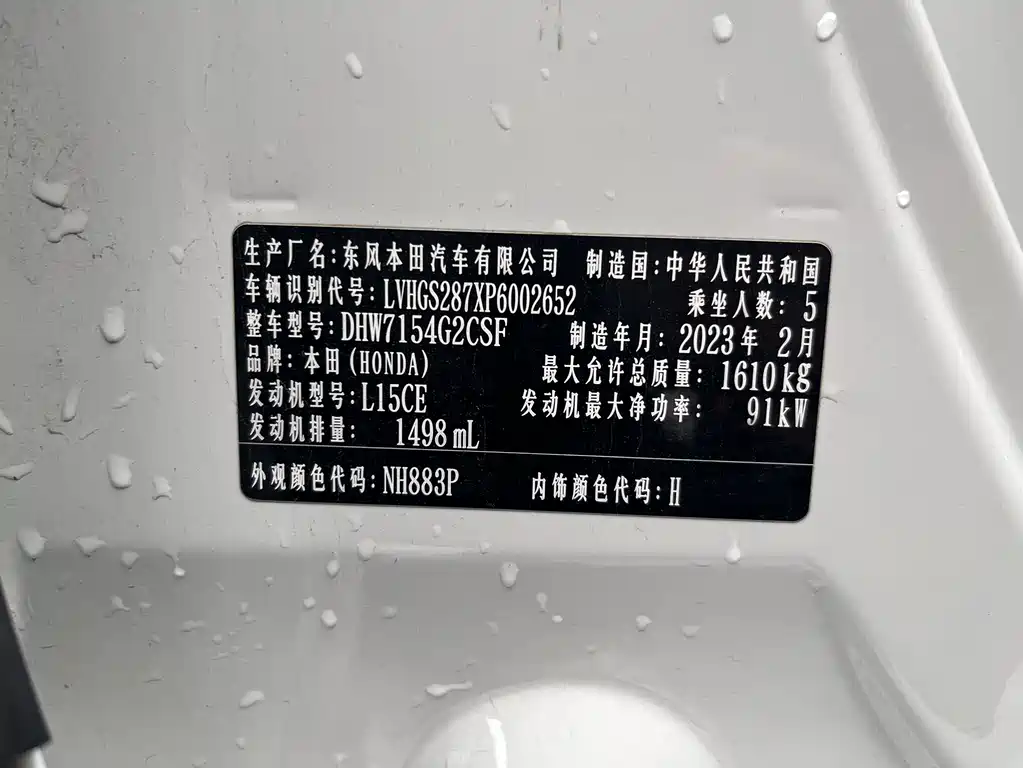 生产厂名:东风本田汽车有限公司 制造国:中华人民共和国
车辆识别代号:LVHGS287XP6002652 乘坐人数:5
整车型号:DHW7154G2CSF 制造年月:2023年 2月
品牌:本田(HONDA) 最大允许总质量:1610kg
发动机型号:L15CE 发动机最大净功率: 91kW
发动机排量: 1498mL
外观颜色代码:NH883P 内饰颜色代码:H